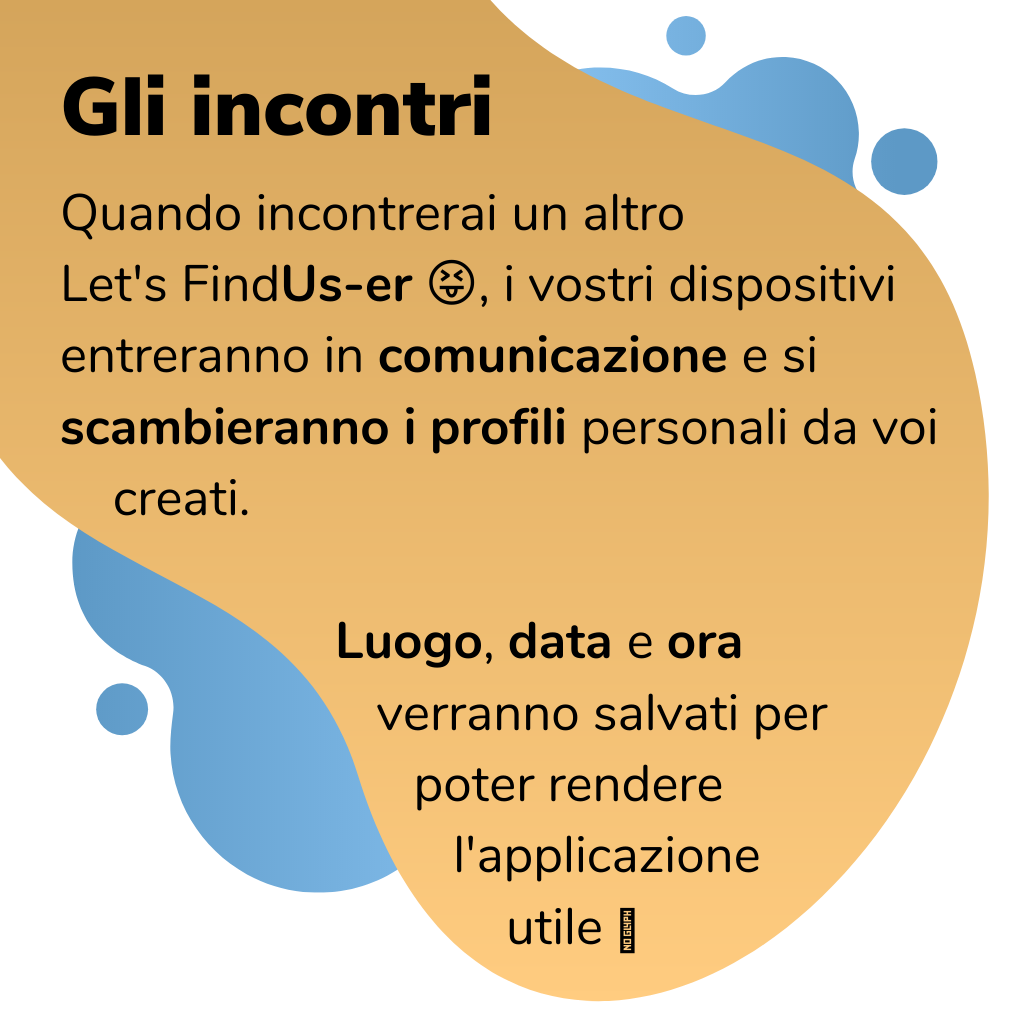 Gli incontri
Quando incontrerai un altro
Let's FindUs-er 😝, i vostri dispositivi
entreranno in comunicazione e si
scambieranno i profili personali da voi
creati.
Luogo, data e ora
verranno salvati per
poter rendere
l'applicazione
utile NO GLYPH